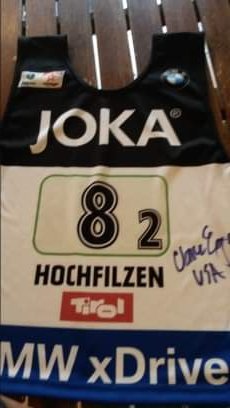 JOKA®
8 2
HOCHFILZEN
Tirol
USA
MW xDrive